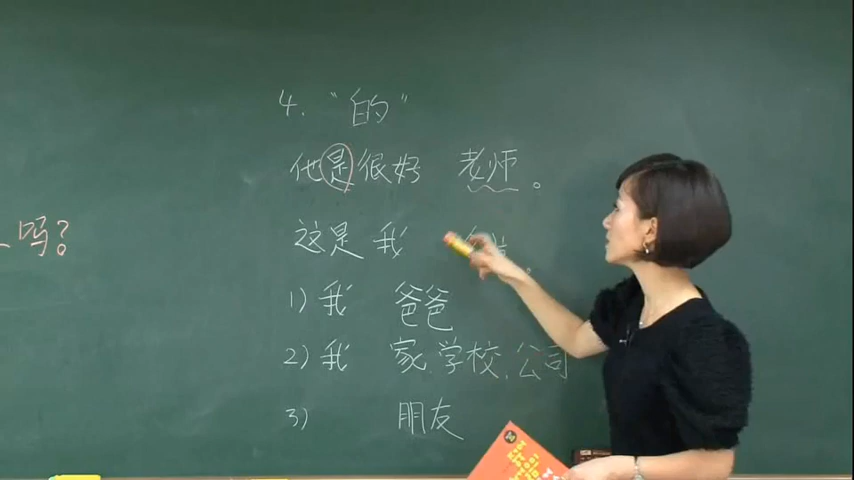 4. “的”
他是很好 老师。
这是 我
吗?
1) 我 爸爸
2) 我 家、学校、公司
3) 朋友